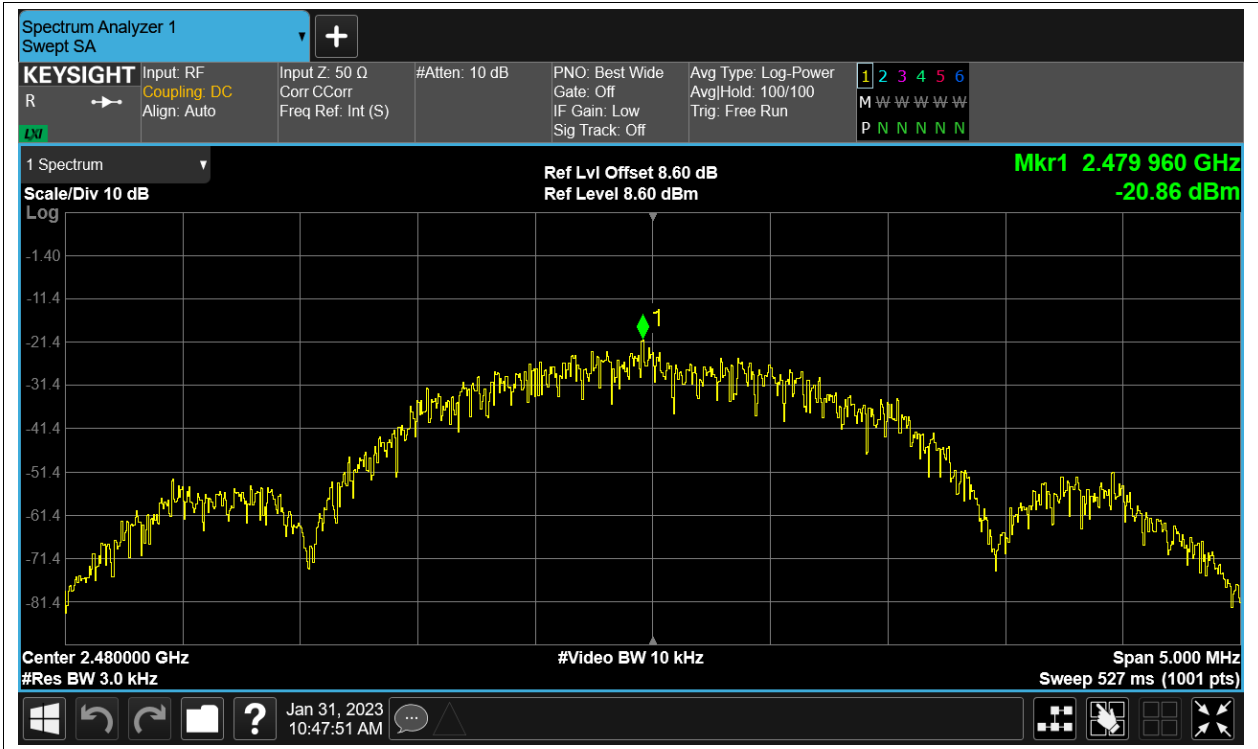 Spectrum Analyzer 1
Swept SA
KEYSIGHT
R
LXI
Input: RF
Coupling: DC
Align: Auto
Input Z: 50 Ω
Corr CCorr
Freq Ref: Int (S)
#Atten: 10 dB
PNO: Best Wide
Gate: Off
IF Gain: Low
Sig Track: Off
Avg Type: Log-Power
Avg|Hold: 100/100
Trig: Free Run
1 2 3 4 5 6
M W W W W W
P N N N N N
1 Spectrum
Scale/Div 10 dB
Log
Ref Lvl Offset 8.60 dB
Ref Level 8.60 dBm
Mkr1 2.479 960 GHz
-20.86 dBm
1
-1.40
-11.4
-21.4
-31.4
-41.4
-51.4
-61.4
-71.4
-81.4
Center 2.480000 GHz
#Res BW 3.0 kHz
#Video BW 10 kHz
Span 5.000 MHz
Sweep 527 ms (1001 pts)
?
Jan 31, 2023
10:47:51 AM